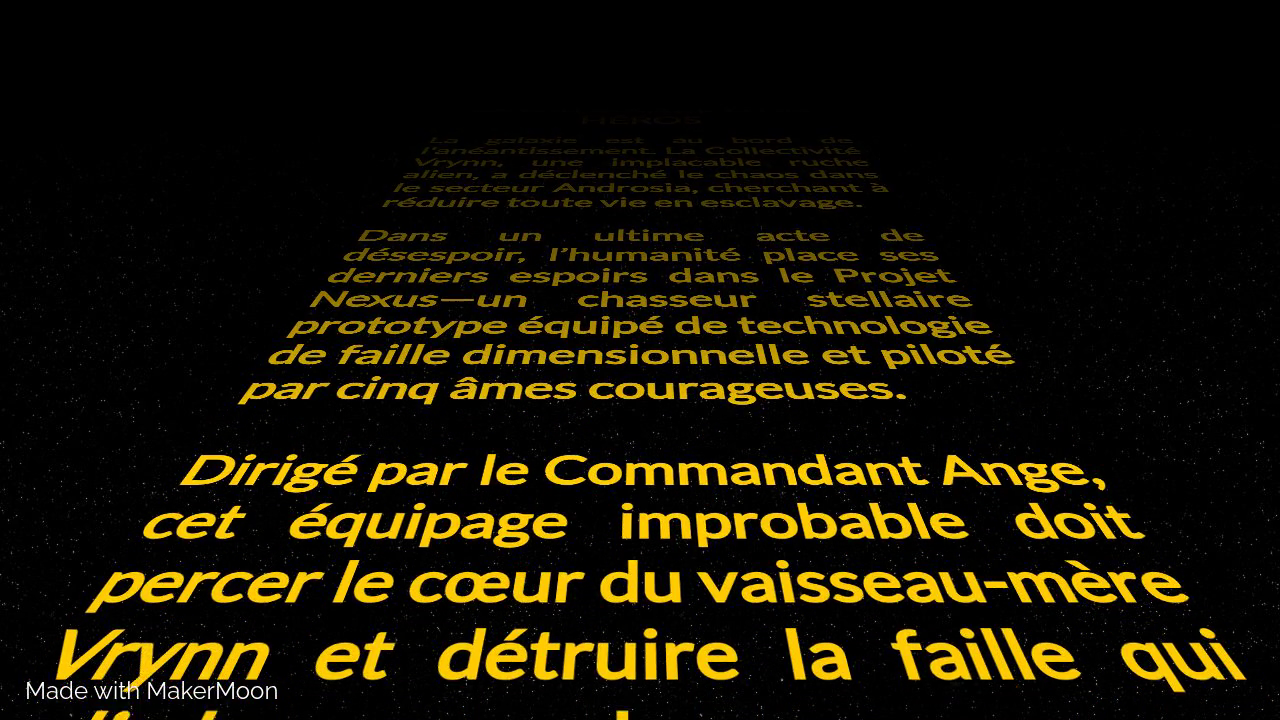 HÉROS
La galaxie est au bord de
l'anéantissement. La Collectivité
Vrynn, une implacable ruche
alien, a déclenché le chaos dans
le secteur Androsia, cherchant à
réduire toute vie en esclavage.
Dans un ultime acte de
désespoir, l'humanité place ses
derniers espoirs dans le Projet
Nexus—un chasseur stellaire
prototype équipé de technologie
de faille dimensionnelle et piloté
par cinq âmes courageuses.
Dirigé par le Commandant Ange,
cet équipage improbable doit
percer le cœur du vaisseau-mère
Vrynn et détruire la faille qui
Made with MakerMoon